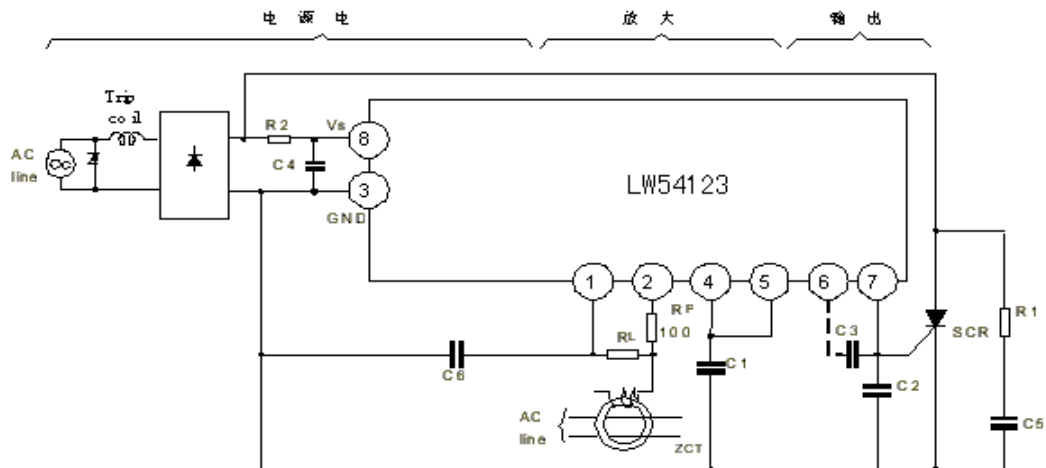 电 源 电
放 大
输 出
Trip
coil
R2
Vs
8
AC
line
C4
3
GND
LW54123
1
2
4
5
6
7
RP
100
RL
C3
SCR
R1
C6
C1
C2
C5
AC
line
ZCT